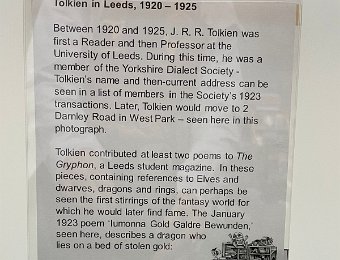 Tolkien in Leeds, 1920 – 1925
Between 1920 and 1925, J. R. R. Tolkien was
first a Reader and then Professor at the
University of Leeds. During this time, he was a
member of the Yorkshire Dialect Society -
Tolkien's name and then-current address can be
seen in a list of members in the Society's 1923
transactions. Later, Tolkien would move to 2
Darnley Road in West Park – seen here in this
photograph.
Tolkien contributed at least two poems to The
Gryphon, a Leeds student magazine. In these
pieces, containing references to Elves and
dwarves, dragons and rings, can perhaps be
seen the first stirrings of the fantasy world for
which he would later find fame. The January
1923 poem 'Iumonna Gold Galdre Bewunden,'
seen here, describes a dragon who
lies on a bed of stolen gold: